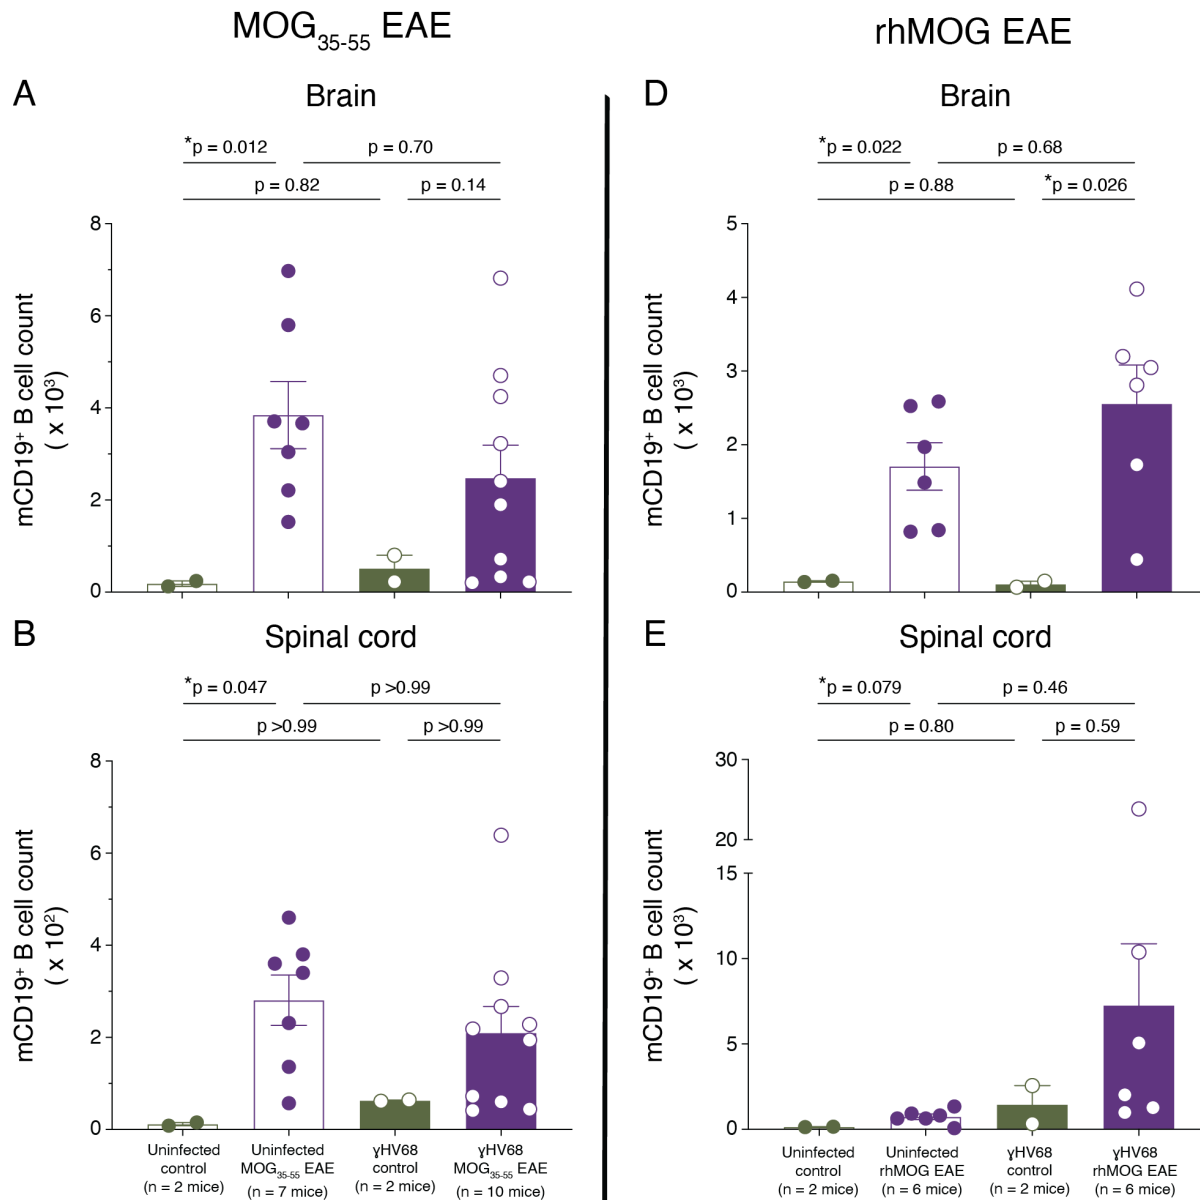 MOG35-55 EAE
rhMOG EAE
A
Brain
*p = 0.012
p = 0.70
p = 0.82
p = 0.14
mCD19+ B cell count
( x 10³)
8
6
4
2
0
D
Brain
*p = 0.022
p = 0.68
p = 0.88
*p = 0.026
mCD19+ B cell count
( x 10³)
5
4
3
2
1
0
B
Spinal cord
*p = 0.047
p >0.99
p >0.99
p >0.99
mCD19+ B cell count
( x 10²)
8
6
4
2
0
Uninfected
control
(n = 2 mice)
Uninfected
MOG35-55 EAE
(n = 7 mice)
ɣHV68
control
(n = 2 mice)
ɣHV68
MOG35-55 EAE
(n = 10 mice)
E
Spinal cord
*p = 0.079
p = 0.46
p = 0.80
p = 0.59
mCD19+ B cell count
( x 10³)
30
20
15
10
5
0
Uninfected
control
(n = 2 mice)
Uninfected
rhMOG EAE
(n = 6 mice)
ɣHV68
control
(n = 2 mice)
ɣHV68
rhMOG EAE
(n = 6 mice)